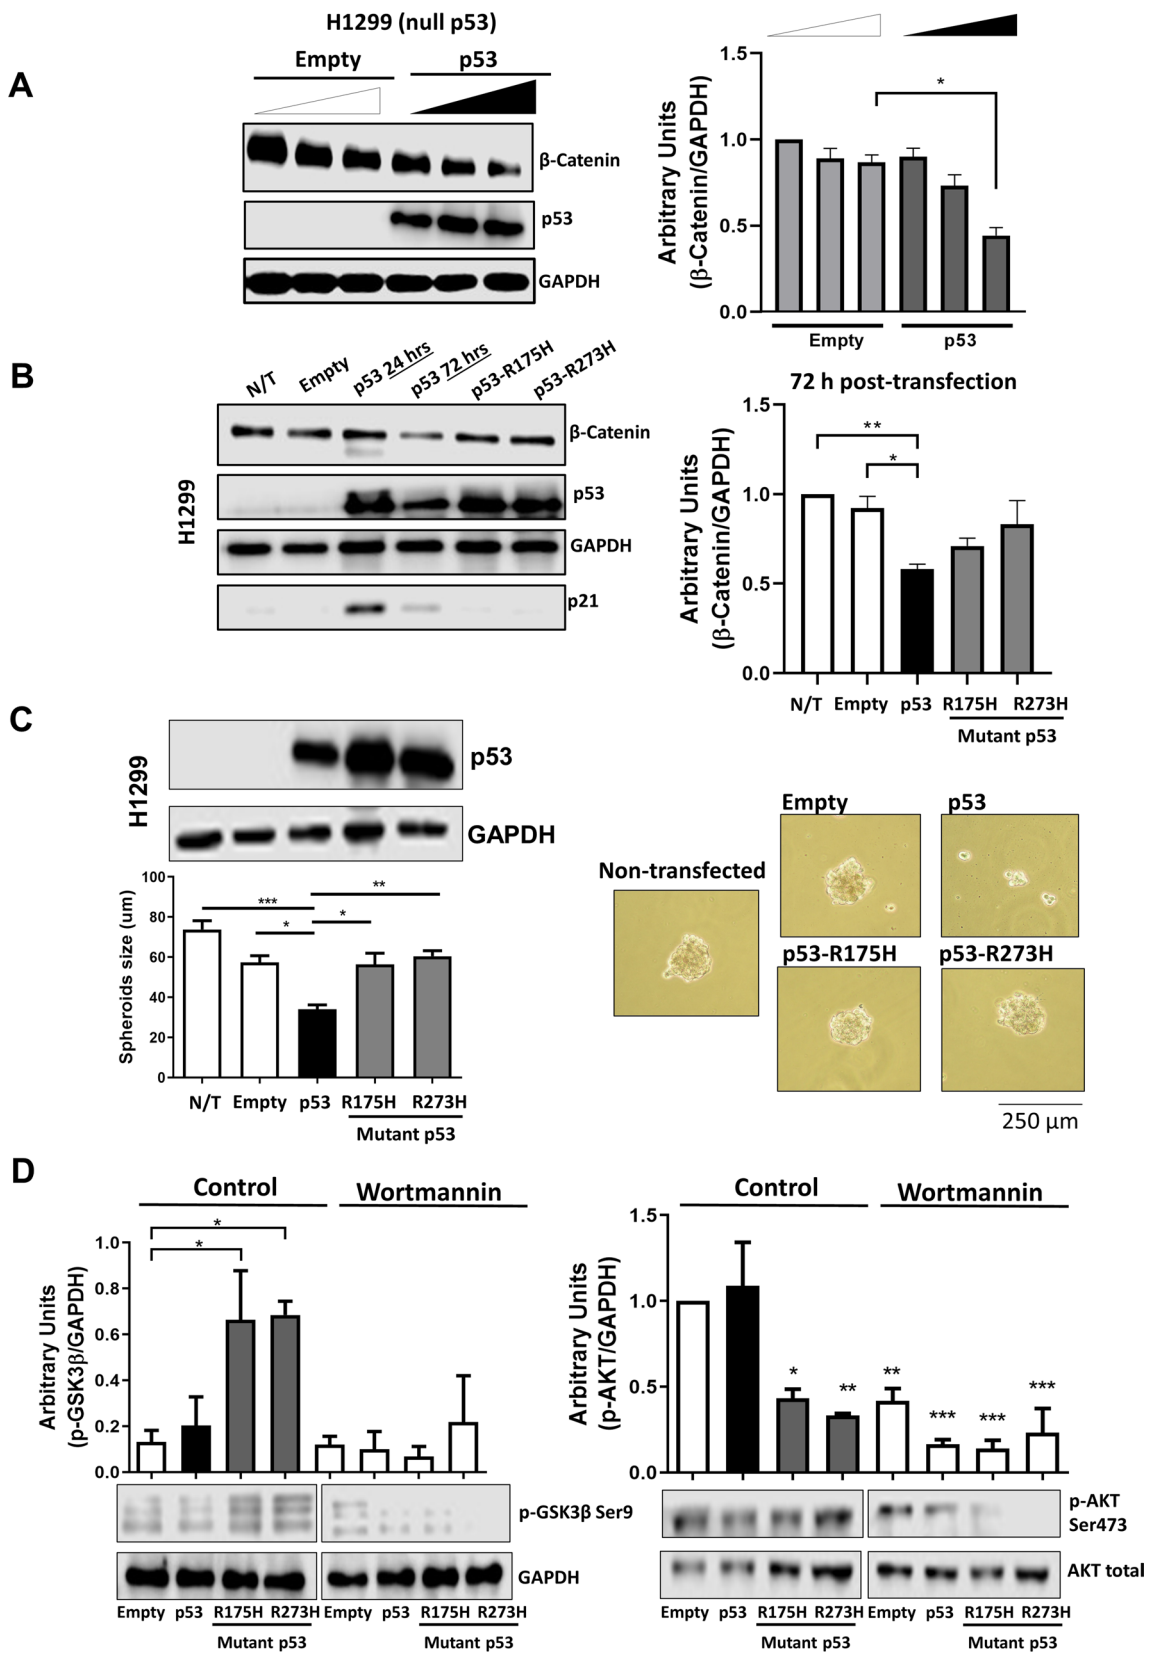 H1299 (null p53)
Empty
p53
A
β-Catenin
p53
GAPDH
Arbitrary Units
(β-Catenin/GAPDH)
1.5
1.0
0.5
0.0
*
Empty
p53
B
N/T
Empty
p53 24 hrs
p53 72 hrs
p53-R175H
p53-R273H
H1299
β-Catenin
p53
GAPDH
p21
72 h post-transfection
Arbitrary Units
(β-Catenin/GAPDH)
1.5
1.0
0.5
0.0
**
*
N/T
Empty
p53
R175H
R273H
Mutant p53
C
H1299
p53
GAPDH
Spheroids size (um)
100
80
60
40
20
0
**
***
*
*
N/T
Empty
p53
R175H
R273H
Mutant p53
Non-transfected
Empty
p53
p53-R175H
p53-R273H
250 µm
D
Control
Wortmannin
Arbitrary Units
(p-GSK3β/GAPDH)
1.0
0.8
0.6
0.4
0.2
0.0
*
*
p-GSK3β Ser9
GAPDH
Empty
p53
R175H
R273H
Empty
p53
R175H
R273H
Mutant p53
Mutant p53
Control
Wortmannin
Arbitrary Units
(p-AKT/GAPDH)
1.5
1.0
0.5
0.0
*
**
**
***
***
***
p-AKT
Ser473
AKT total
Empty
p53
R175H
R273H
Empty
p53
R175H
R273H
Mutant p53
Mutant p53